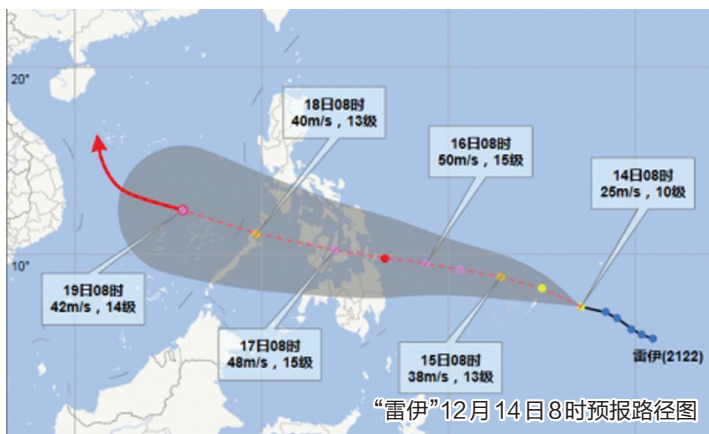 20°
18日08时
40m/s，13级
16日08时
50m/s，15级
14日08时
25m/s，10级
10°
19日08时
42m/s，14级
17日08时
48m/s，15级
15日08时
38m/s，13级
雷伊(2122)
“雷伊”12月14日8时预报路径图